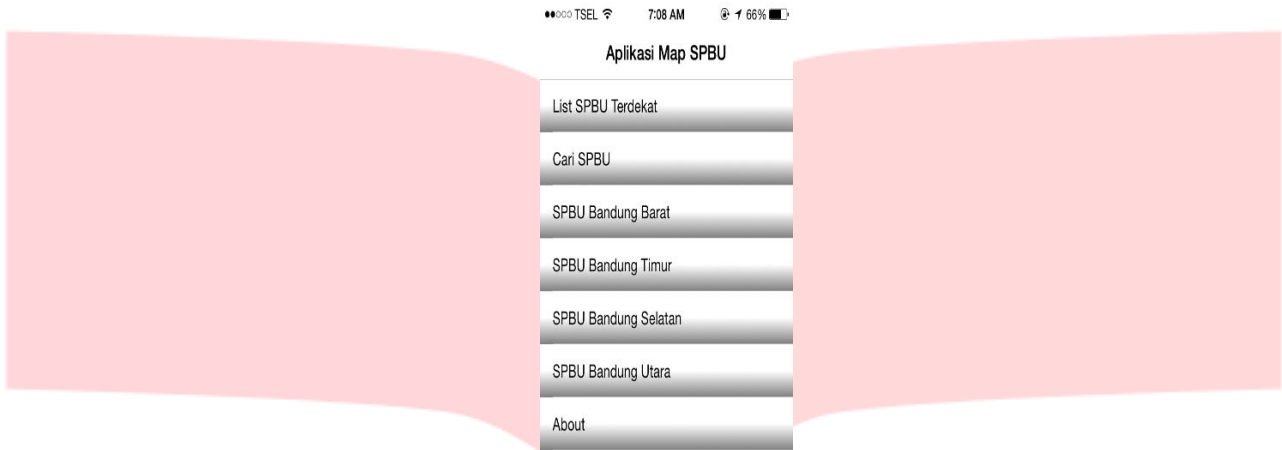 TSEL 7:08 AM 66%
Aplikasi Map SPBU
List SPBU Terdekat
Cari SPBU
SPBU Bandung Barat
SPBU Bandung Timur
SPBU Bandung Selatan
SPBU Bandung Utara
About